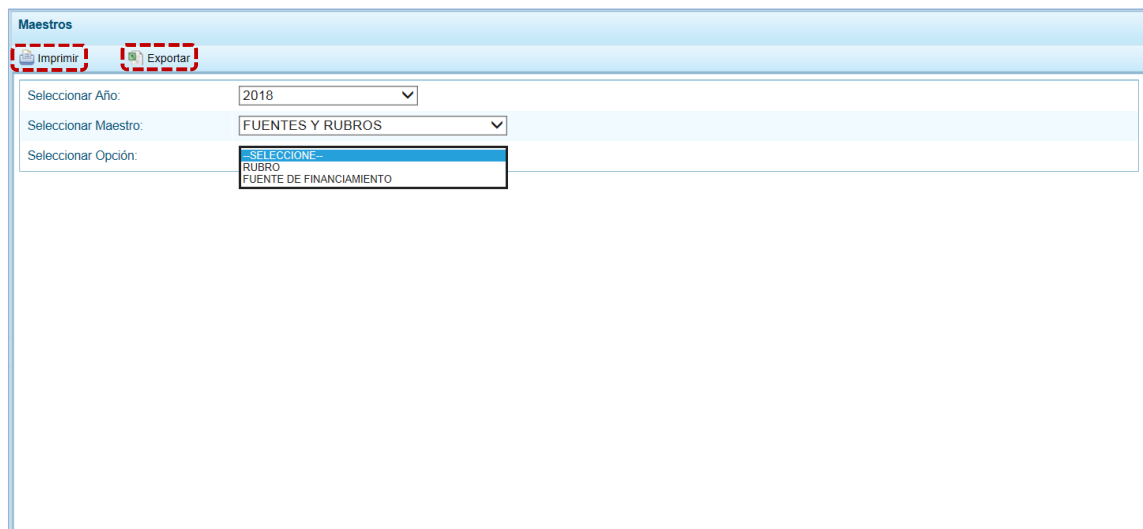 Maestros
Imprimir Exportar
Seleccionar Año: 2018
Seleccionar Maestro: FUENTES Y RUBROS
Seleccionar Opción: --SELECCIONE--
RUBRO
FUENTE DE FINANCIAMIENTO